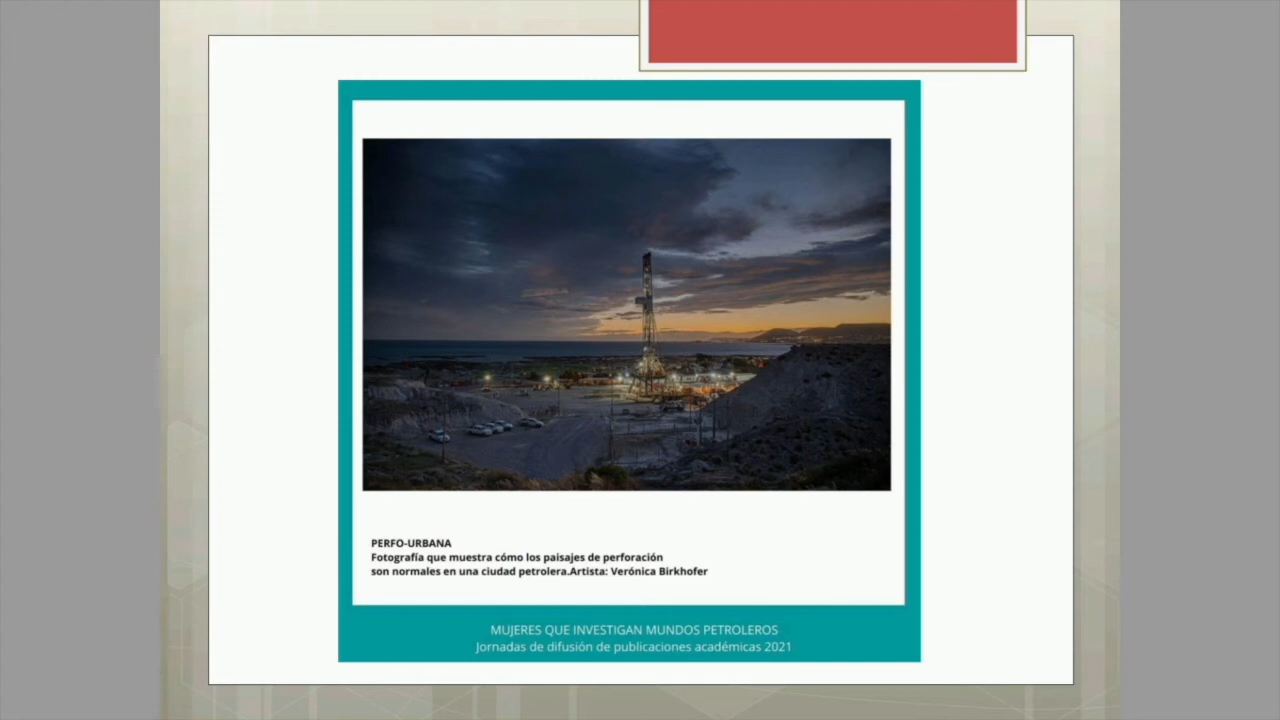 PERFO-URBANA
Fotografía que muestra cómo los paisajes de perforación
son normales en una ciudad petrolera.Artista: Verónica Birkhofer
MUJERES QUE INVESTIGAN MUNDOS PETROLEROS
Jornadas de difusión de publicaciones académicas 2021